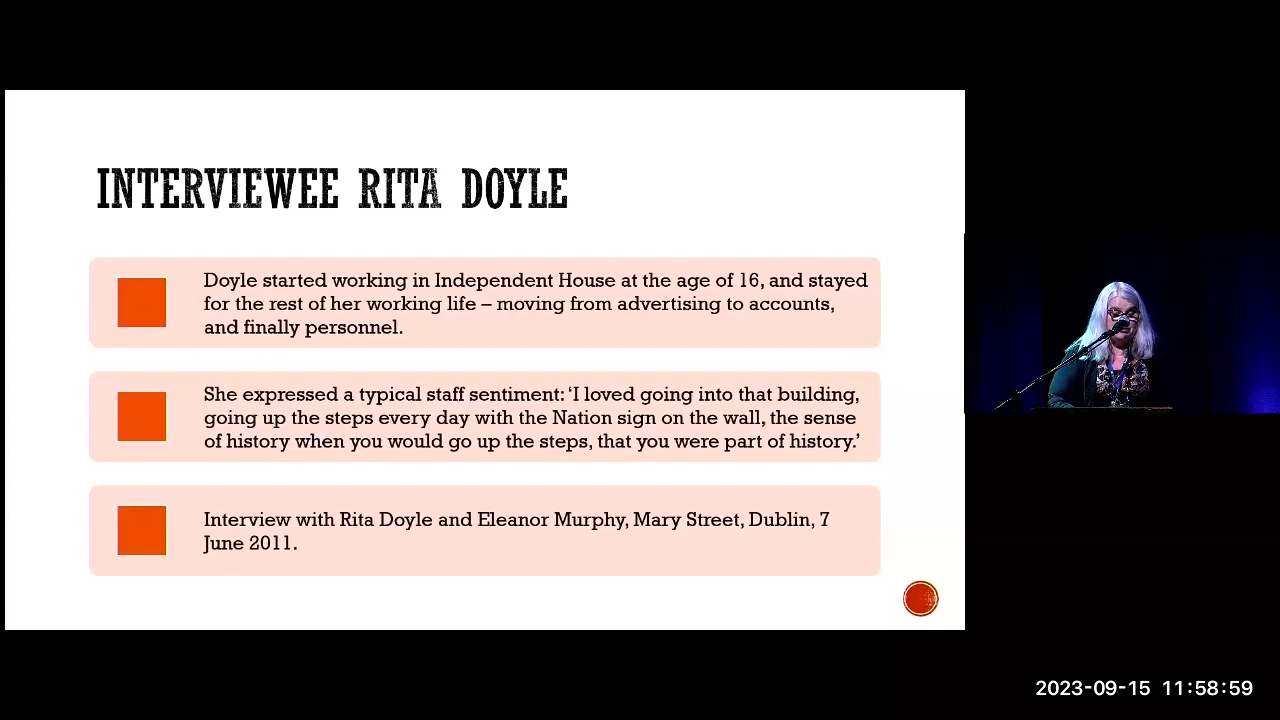 INTERVIEWEE RITA DOYLE
Doyle started working in Independent House at the age of 16, and stayed
for the rest of her working life – moving from advertising to accounts,
and finally personnel.
She expressed a typical staff sentiment: ‘I loved going into that building,
going up the steps every day with the Nation sign on the wall, the sense
of history when you would go up the steps, that you were part of history.’
Interview with Rita Doyle and Eleanor Murphy, Mary Street, Dublin, 7
June 2011.
2023-09-15 11:58:59